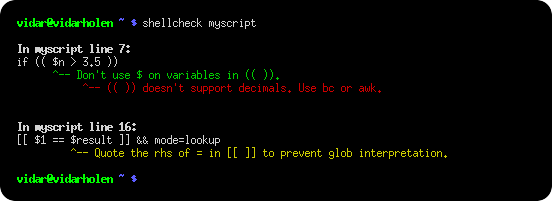 vidar@vidarholen ~ $ shellcheck myscript
In myscript line 7:
if (( $n > 3.5 ))
^-- Don't use $ on variables in (( )).
^-- (( )) doesn't support decimals. Use bc or awk.
In myscript line 16:
[[ $1 == $result ]] && mode=lookup
^-- Quote the rhs of = in [[ ]] to prevent glob interpretation.
vidar@vidarholen ~ $